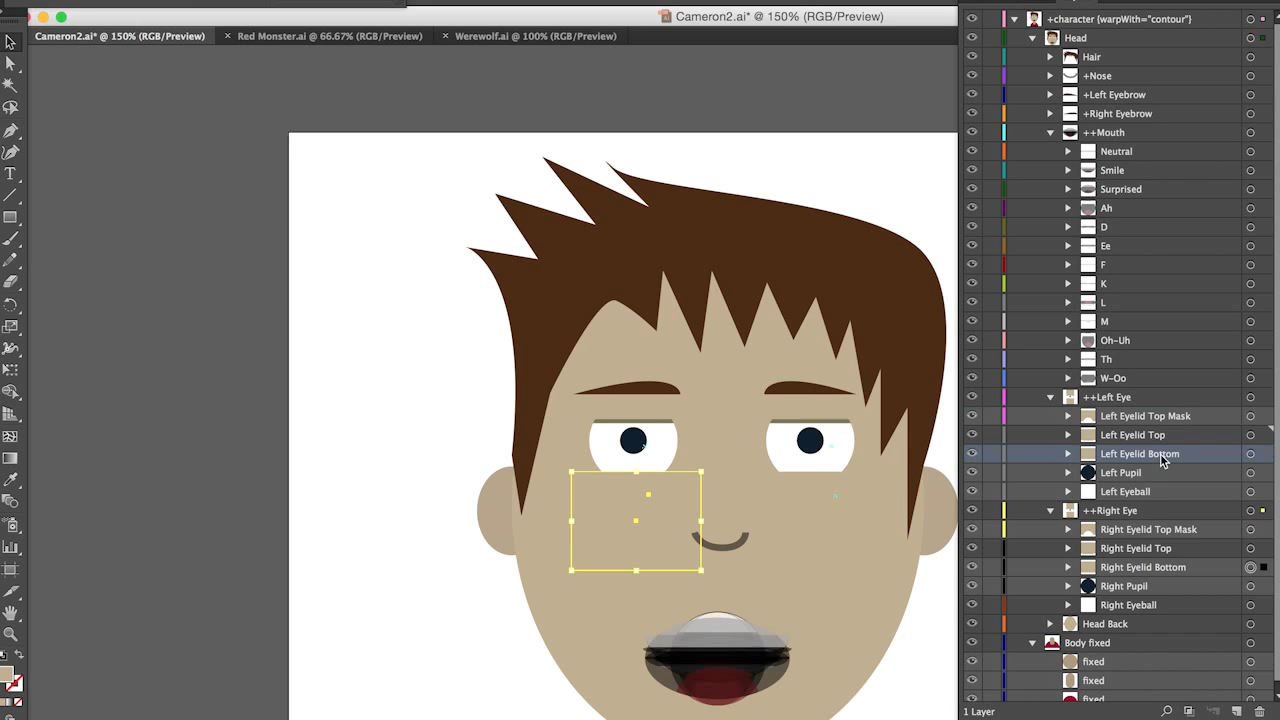 Cameron2.ai* @ 150% (RGB/Preview)
Cameron2.ai* @ 150% (RGB/Preview)
Red Monster.ai @ 66.67% (RGB/Preview)
Werewolf.ai @ 100% (RGB/Preview)
+character {warpWith="contour"}
Head
Hair
+Nose
+Left Eyebrow
+Right Eyebrow
++Mouth
Neutral
Smile
Surprised
Ah
D
Ee
F
K
L
M
Oh-Uh
Th
W-Oo
++Left Eye
Left Eyelid Top Mask
Left Eyelid Top
Left Eyelid Bottom
Left Pupil
Left Eyeball
++Right Eye
Right Eyelid Top Mask
Right Eyelid Top
Right Eyelid Bottom
Right Pupil
Right Eyeball
Head Back
Body fixed
fixed
fixed
fixed
1 Layer